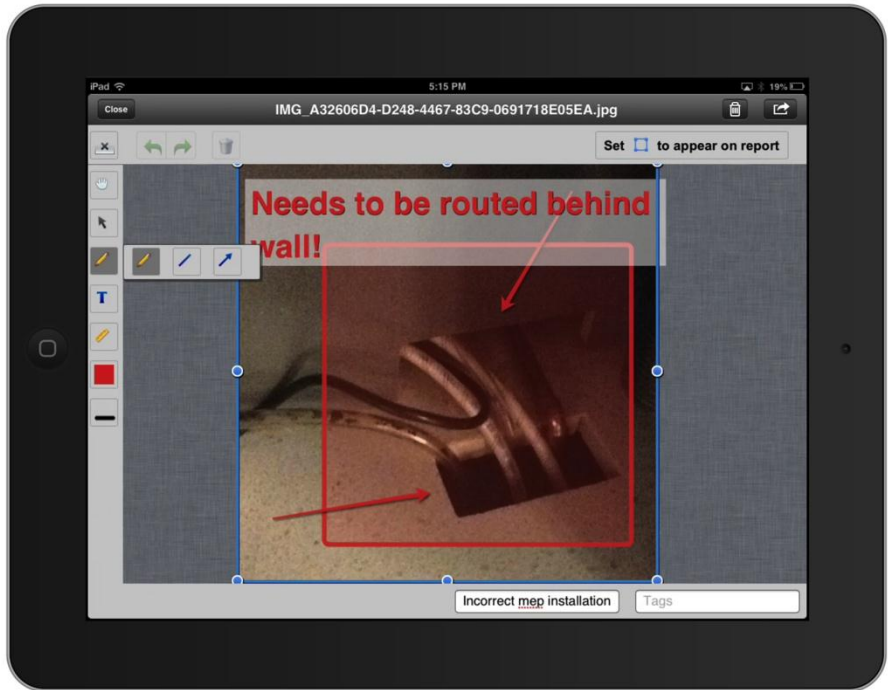 iPad
5:15 PM
19%
Close
IMG_A32606D4-D248-4467-83C9-0691718E05EA.jpg
Set to appear on report
T
Needs to be routed behind
wall!
Incorrect mep installation
Tags